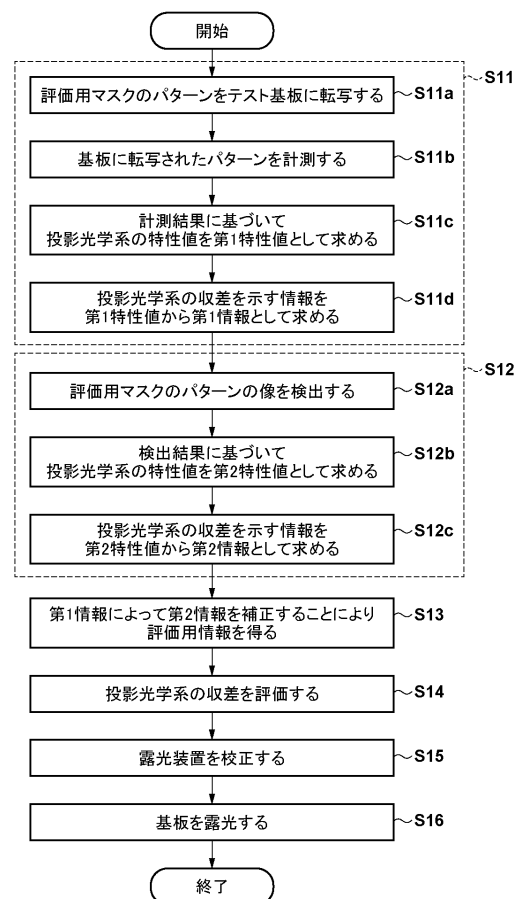 開始
S11
評価用マスクのパターンをテスト基板に転写する
S11a
基板に転写されたパターンを計測する
S11b
計測結果に基づいて
投影光学系の特性値を第1特性値として求める
S11c
投影光学系の収差を示す情報を
第1特性値から第1情報として求める
S11d
S12
評価用マスクのパターンの像を検出する
S12a
検出結果に基づいて
投影光学系の特性値を第2特性値として求める
S12b
投影光学系の収差を示す情報を
第2特性値から第2情報として求める
S12c
第1情報によって第2情報を補正することにより
評価用情報を得る
S13
投影光学系の収差を評価する
S14
露光装置を校正する
S15
基板を露光する
S16
終了